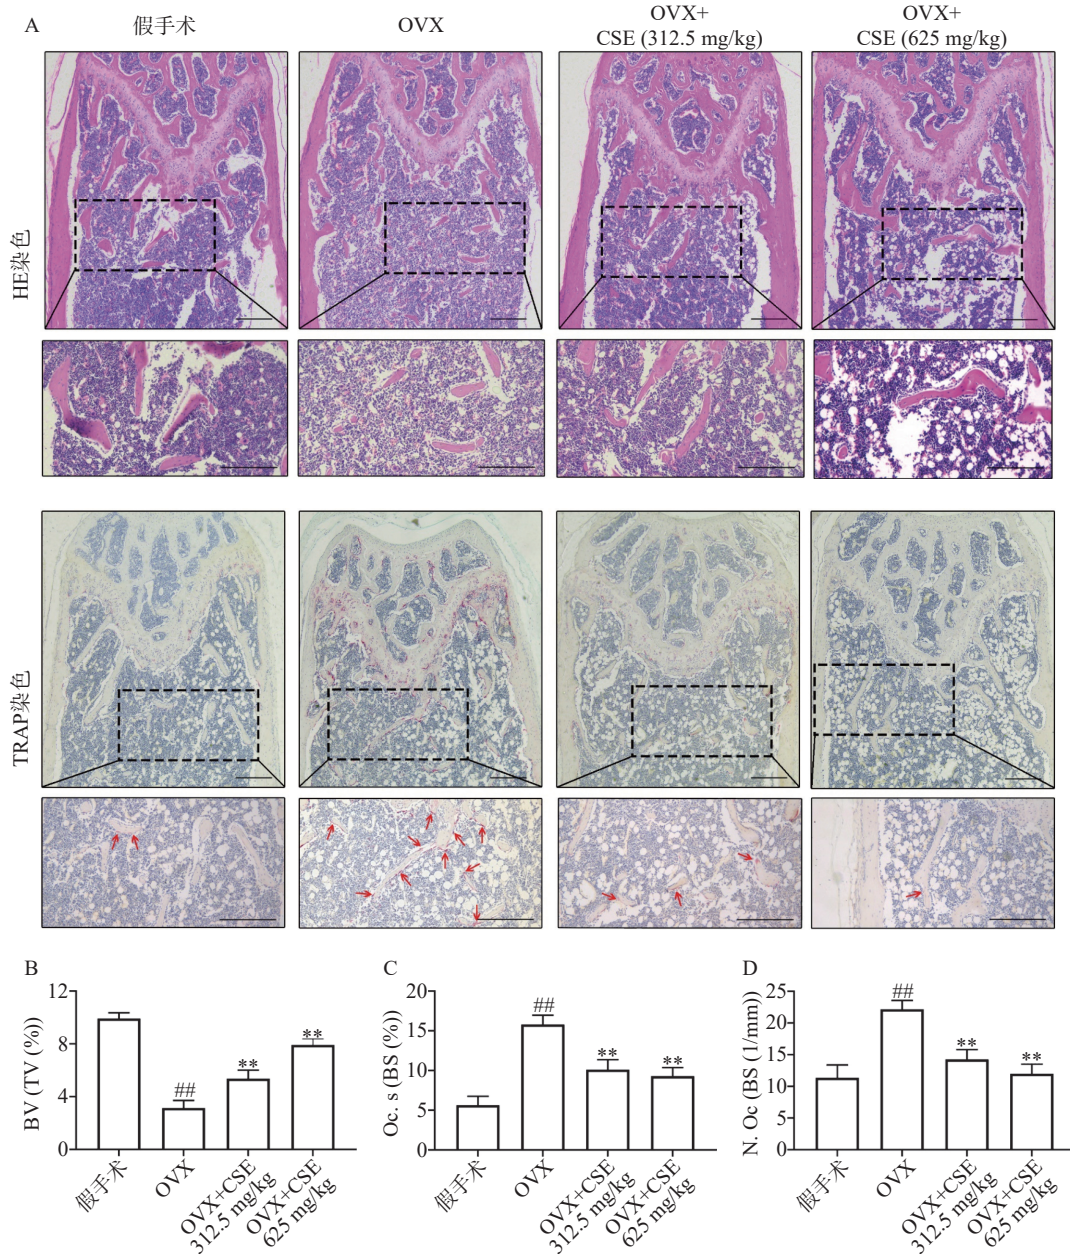 A
假手术
OVX
OVX+
CSE (312.5 mg/kg)
OVX+
CSE (625 mg/kg)
HE染色
TRAP染色
B
BV (TV (%))
12
8
4
0
##
**
**
假手术
OVX
OVX+CSE
312.5 mg/kg
OVX+CSE
625 mg/kg
C
Oc. s (BS (%))
20
15
10
5
0
##
**
**
假手术
OVX
OVX+CSE
312.5 mg/kg
OVX+CSE
625 mg/kg
D
N. Oc (BS (1/mm))
25
20
15
10
5
0
##
**
**
假手术
OVX
OVX+CSE
312.5 mg/kg
OVX+CSE
625 mg/kg